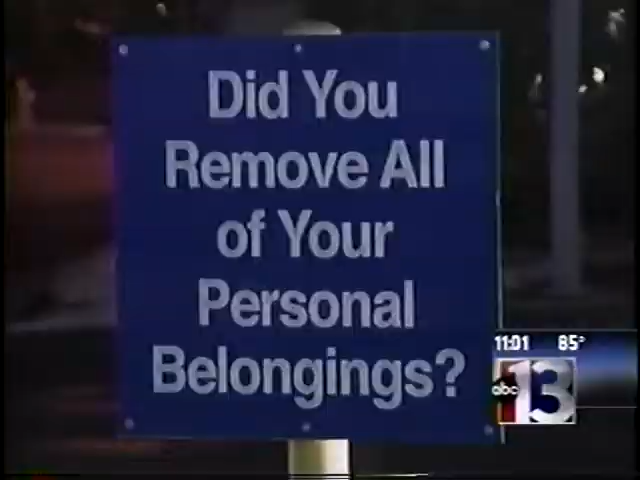 Did You
Remove All
of Your
Personal
Belongings?
11:01 85°
abc 13